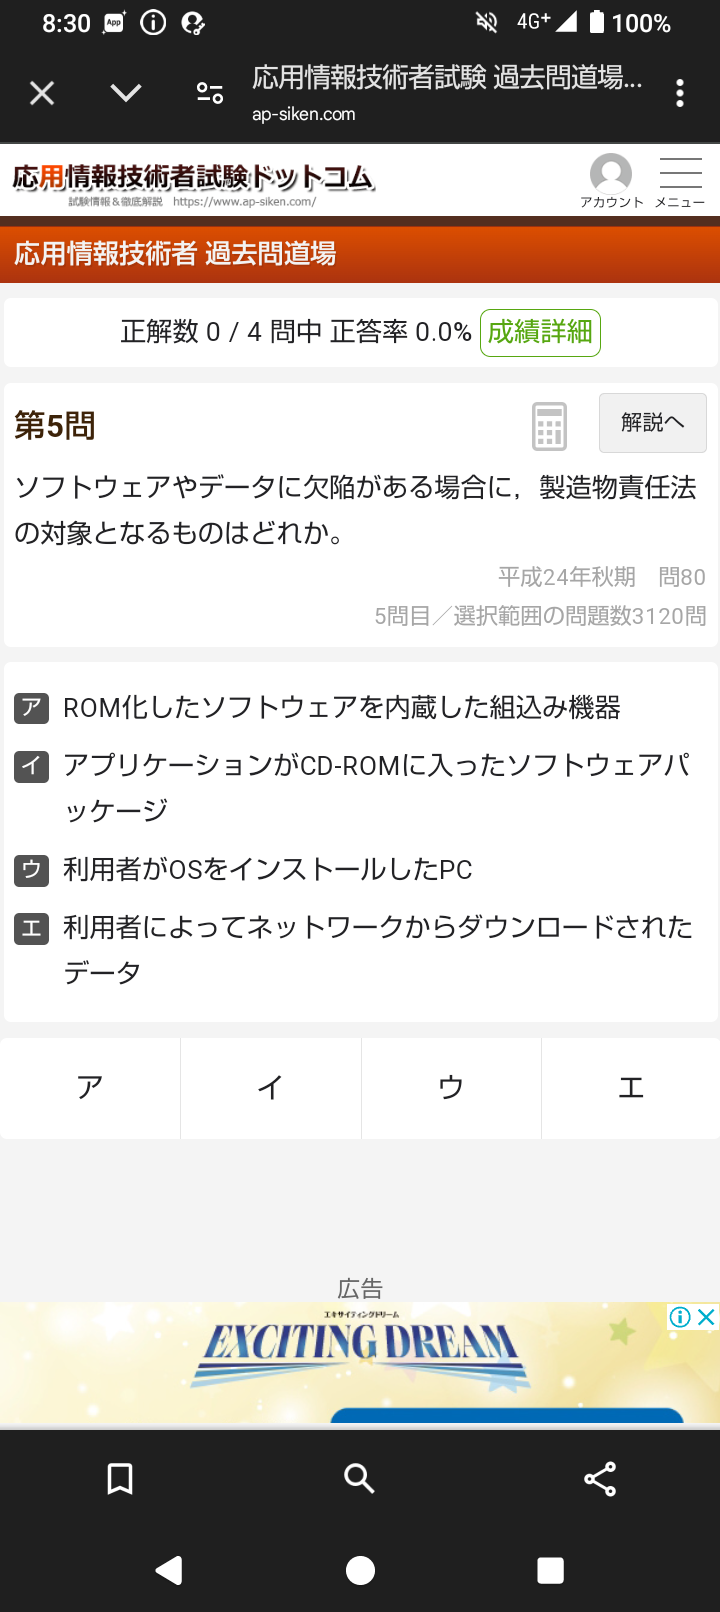 8:30 App 4G+ 100%
応用情報技術者試験 過去問道場...
ap-siken.com
応用情報技術者試験ドットコム
試験情報&徹底解説 https://www.ap-siken.com/
アカウント メニュー
応用情報技術者 過去問道場
正解数 0 / 4 問中 正答率 0.0% 成績詳細
第5問 解説へ
ソフトウェアやデータに欠陥がある場合に，製造物責任法
の対象となるものはどれか。
平成24年秋期 問80
5問目／選択範囲の問題数3120問
ア ROM化したソフトウェアを内蔵した組込み機器
イ アプリケーションがCD-ROMに入ったソフトウェアパ
ッケージ
ウ 利用者がOSをインストールしたPC
エ 利用者によってネットワークからダウンロードされた
データ
ア イ ウ エ
広告
エキサイティングドリーム
EXCITING DREAM